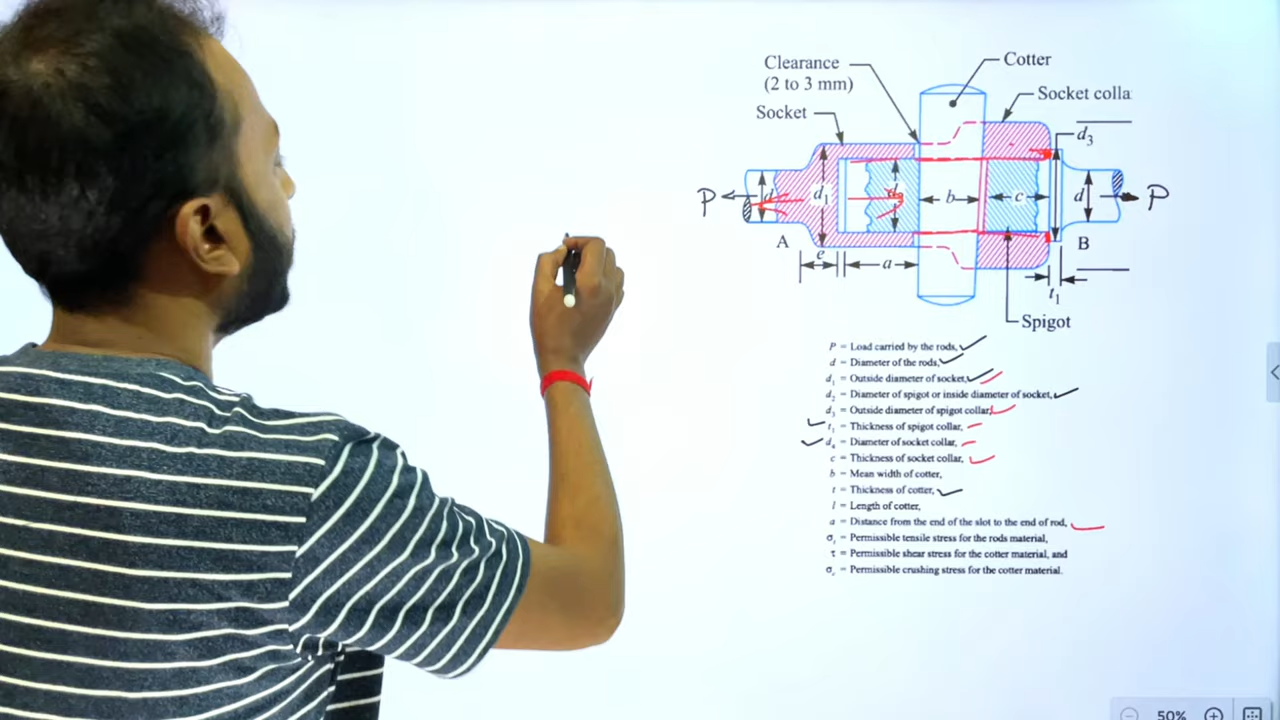 Clearance
(2 to 3 mm)
Cotter
Socket colla
Socket
d3
P
d
d1
b
c
d
P
A
B
e
a
t1
Spigot
P = Load carried by the rods,
d = Diameter of the rods,
d1 = Outside diameter of socket,
d2 = Diameter of spigot or inside diameter of socket,
d3 = Outside diameter of spigot collar,
t1 = Thickness of spigot collar,
d4 = Diameter of socket collar,
c = Thickness of socket collar,
b = Mean width of cotter,
t = Thickness of cotter,
l = Length of cotter,
a = Distance from the end of the slot to the end of rod,
σt = Permissible tensile stress for the rods material,
τ = Permissible shear stress for the cotter material, and
σc = Permissible crushing stress for the cotter material.
50%